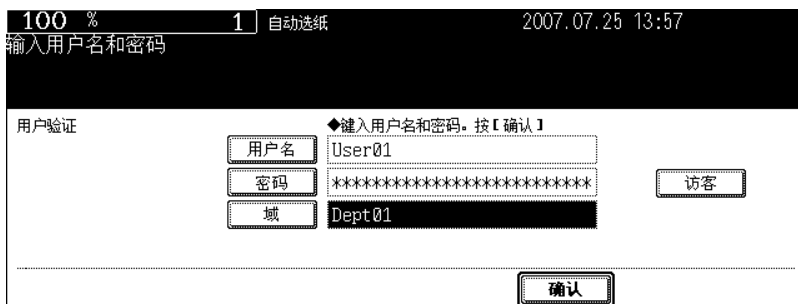 100 % 1 自动选纸 2007.07.25 13:57
输入用户名和密码
用户验证 ◆键入用户名和密码。按【确认】
用户名 User01
密码 **************************
访客
域 Dept01
确认